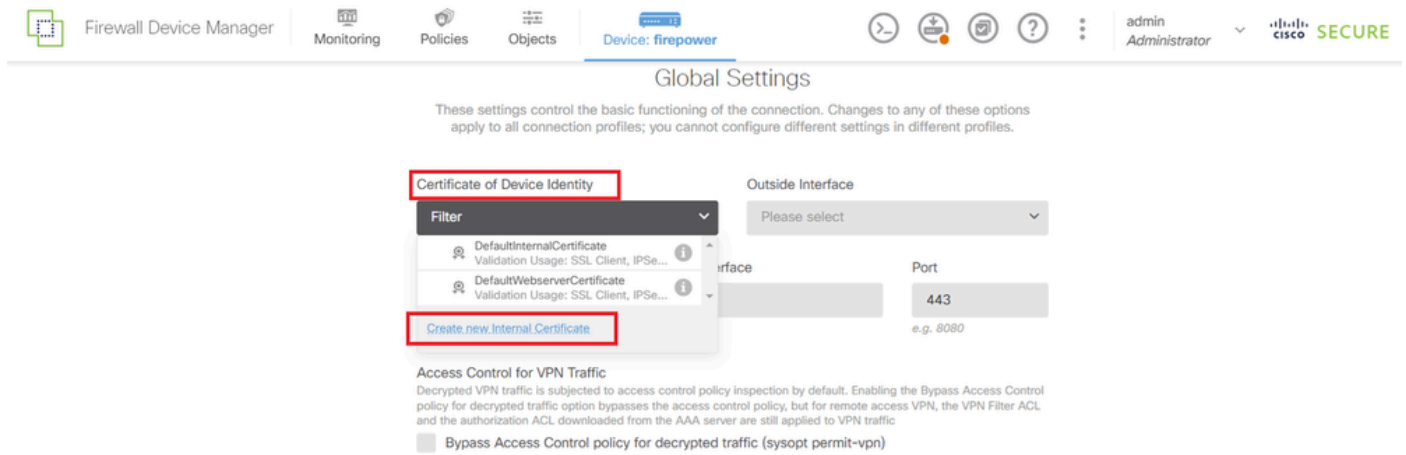 Firewall Device Manager
Monitoring
Policies
Objects
Device: firepower
admin
Administrator
cisco SECURE
Global Settings
These settings control the basic functioning of the connection. Changes to any of these options
apply to all connection profiles; you cannot configure different settings in different profiles.
Certificate of Device Identity
Outside Interface
Filter
Please select
DefaultInternalCertificate
Validation Usage: SSL Client, IPSe...
DefaultWebserverCertificate
Validation Usage: SSL Client, IPSe...
Create new Internal Certificate
erface
Port
443
e.g. 8080
Access Control for VPN Traffic
Decrypted VPN traffic is subjected to access control policy inspection by default. Enabling the Bypass Access Control
policy for decrypted traffic option bypasses the access control policy, but for remote access VPN, the VPN Filter ACL
and the authorization ACL downloaded from the AAA server are still applied to VPN traffic
Bypass Access Control policy for decrypted traffic (sysopt permit-vpn)